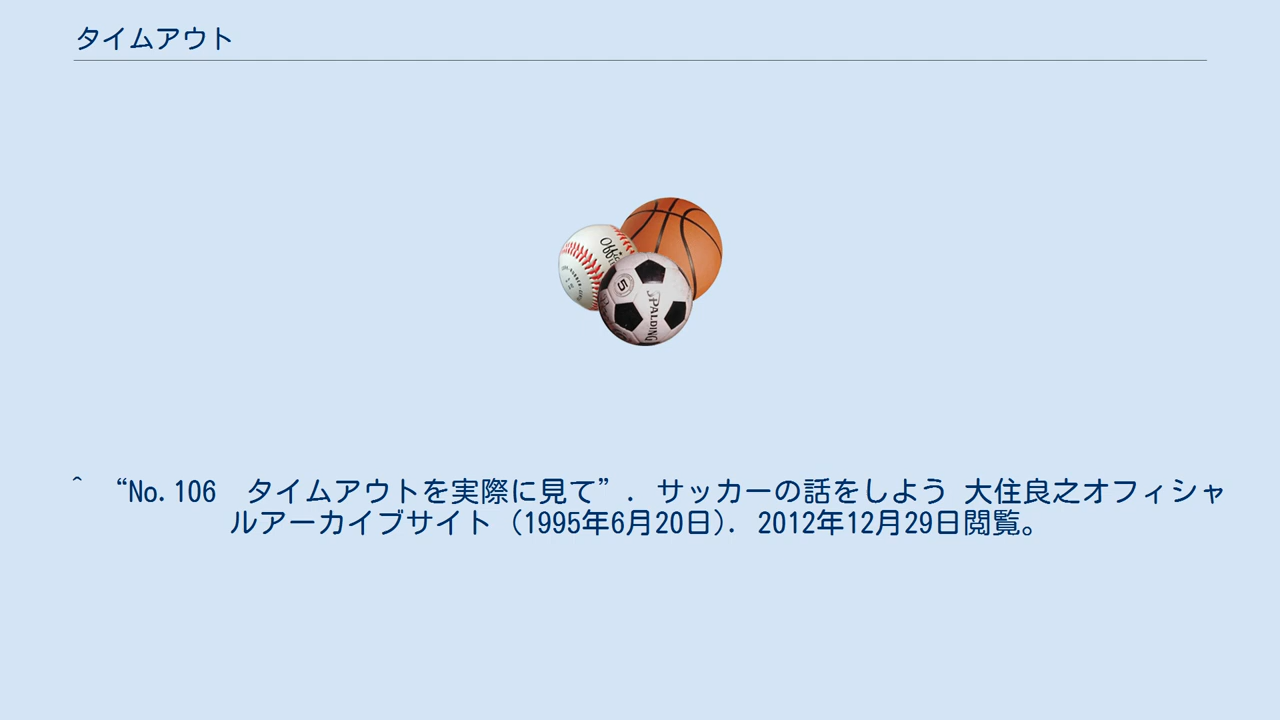 タイムアウト
Offic
5
SPALDING
^ “No.106　タイムアウトを実際に見て”. サッカーの話をしよう 大住良之オフィシャ
ルアーカイブサイト (1995年6月20日). 2012年12月29日閲覧。